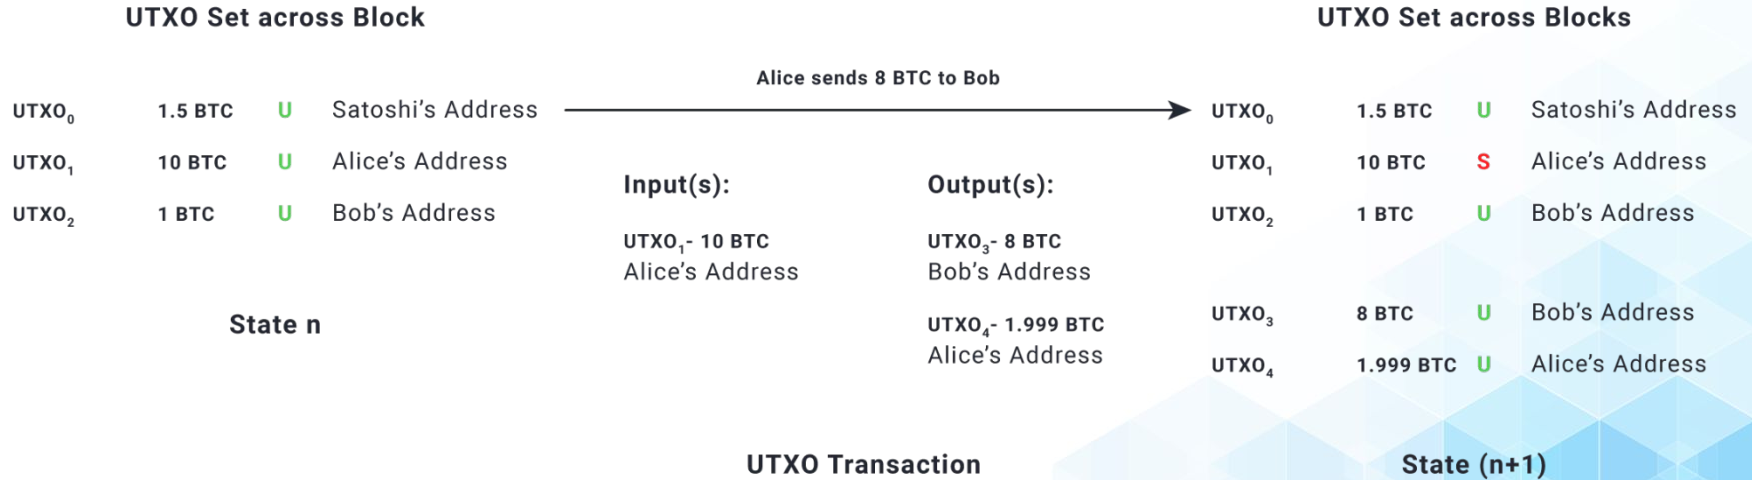 UTXO Set across Block
UTXO Set across Blocks
Alice sends 8 BTC to Bob
UTXO₀ 1.5 BTC U Satoshi's Address
UTXO₁ 10 BTC U Alice's Address
UTXO₂ 1 BTC U Bob's Address
State n
Input(s):
UTXO₁- 10 BTC
Alice's Address
Output(s):
UTXO₃- 8 BTC
Bob's Address
UTXO₄- 1.999 BTC
Alice's Address
UTXO Transaction
UTXO₀ 1.5 BTC U Satoshi's Address
UTXO₁ 10 BTC S Alice's Address
UTXO₂ 1 BTC U Bob's Address
UTXO₃ 8 BTC U Bob's Address
UTXO₄ 1.999 BTC U Alice's Address
State (n+1)